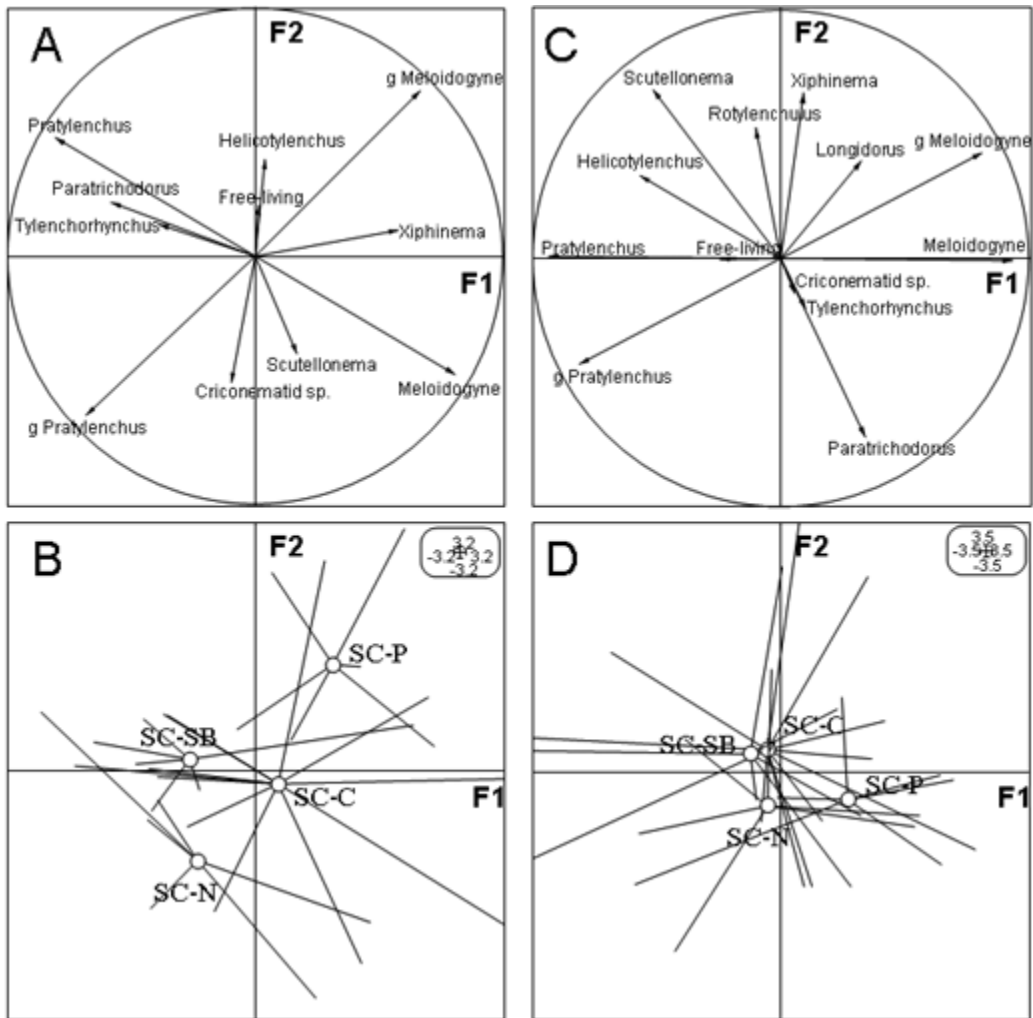 A
F2
g Meloidogyne
Pratylenchus
Helicotylenchus
Paratrichodorus
Free-living
Tylenchorhynchus
Xiphinema
F1
Scutellonema
Criconematid sp.
Meloidogyne
g Pratylenchus
C
F2
Scutellonema
Xiphinema
Rotylenchulus
Longidorus
g Meloidogyne
Helicotylenchus
Pratylenchus
Free-living
Meloidogyne
F1
Criconematid sp.
Tylenchorhynchus
g Pratylenchus
Paratrichodorus
B
F2
3.2
-3.2 3.2
-3.2
SC-P
SC-SB
SC-C
F1
SC-N
D
F2
3.5
-3.5 3.5
-3.5
SC-C
SC-SB
SC-P
F1
SC-N